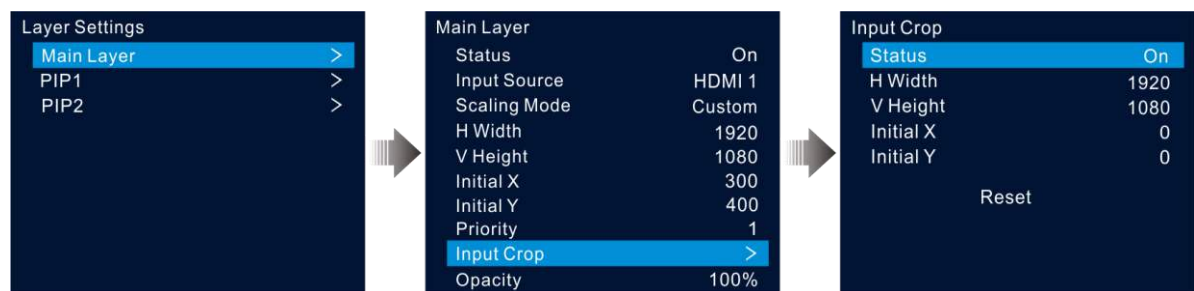 Layer Settings
Main Layer >
PIP1 >
PIP2 >
Main Layer
Status On
Input Source HDMI 1
Scaling Mode Custom
H Width 1920
V Height 1080
Initial X 300
Initial Y 400
Priority 1
Input Crop >
Opacity 100%
Input Crop
Status On
H Width 1920
V Height 1080
Initial X 0
Initial Y 0
Reset